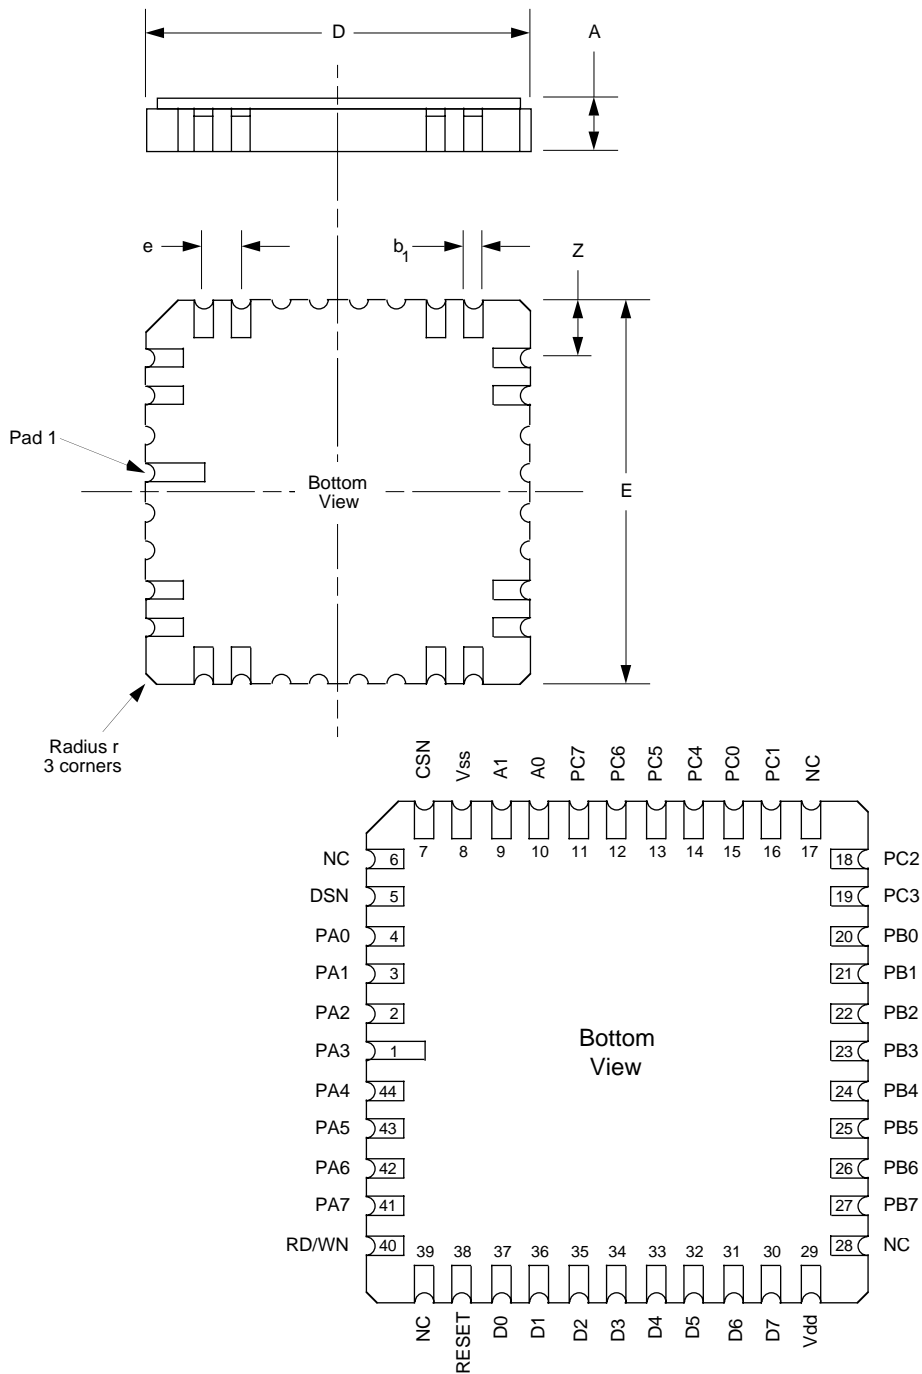 D
A
e
b1
Z
Pad 1
Bottom
View
E
Radius r
3 corners
CSN
Vss
A1
A0
PC7
PC6
PC5
PC4
PC0
PC1
NC
7
8
9
10
11
12
13
14
15
16
17
NC 6
DSN 5
PA0 4
PA1 3
PA2 2
PA3 1
PA4 44
PA5 43
PA6 42
PA7 41
RD/WN 40
Bottom
View
18 PC2
19 PC3
20 PB0
21 PB1
22 PB2
23 PB3
24 PB4
25 PB5
26 PB6
27 PB7
28 NC
39
38
37
36
35
34
33
32
31
30
29
NC
RESET
D0
D1
D2
D3
D4
D5
D6
D7
Vdd